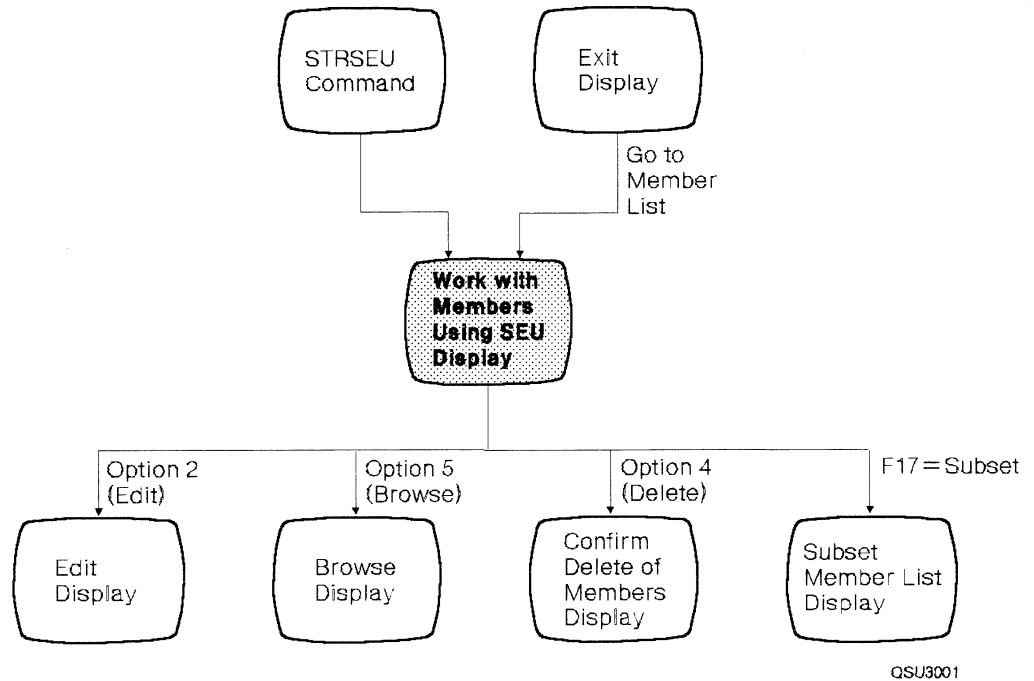 STRSEU
Command
Exit
Display
Go to
Member
List
Work with
Members
Using SEU
Display
Option 2
(Edit)
Option 5
(Browse)
Option 4
(Delete)
F17=Subset
Edit
Display
Browse
Display
Confirm
Delete of
Members
Display
Subset
Member List
Display
QSU3001